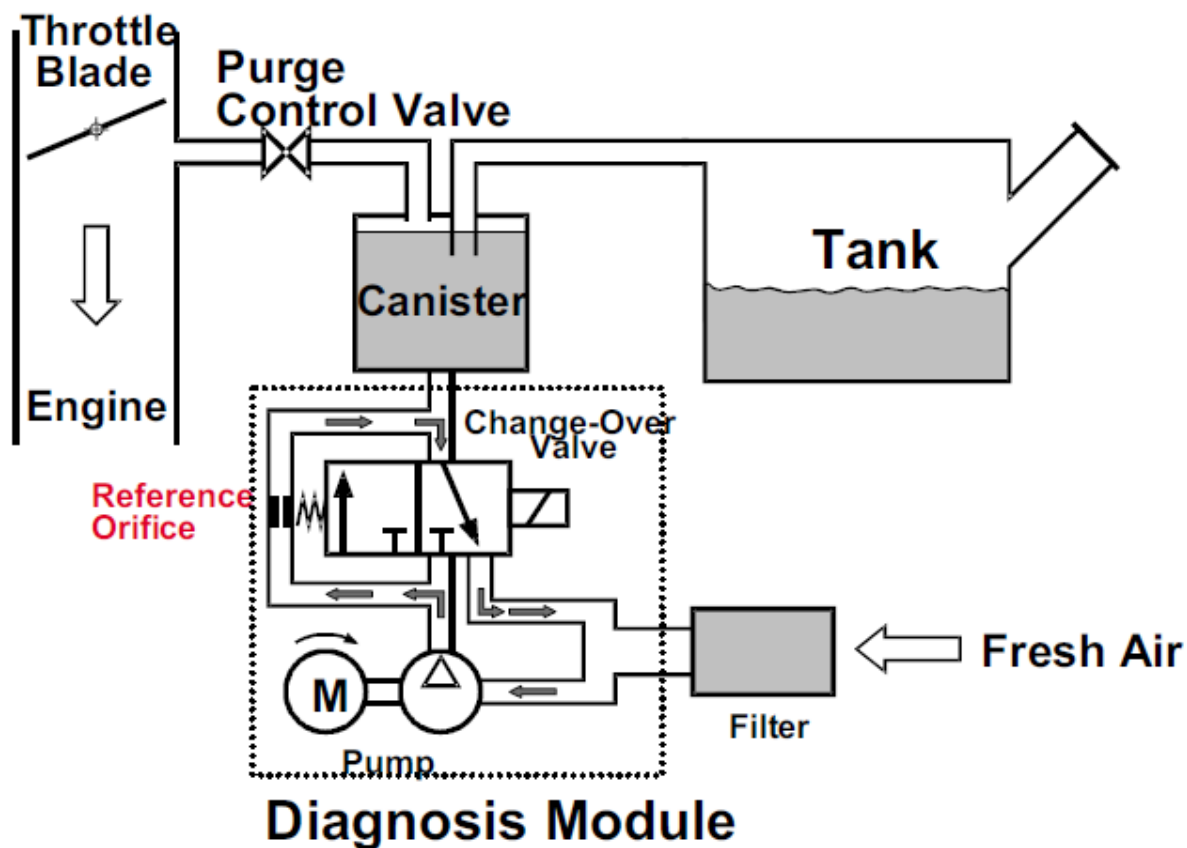 Throttle
Blade
Purge
Control Valve
Tank
Canister
Engine
Change-Over
Valve
Reference
Orifice
M
Pump
Fresh Air
Filter
Diagnosis Module